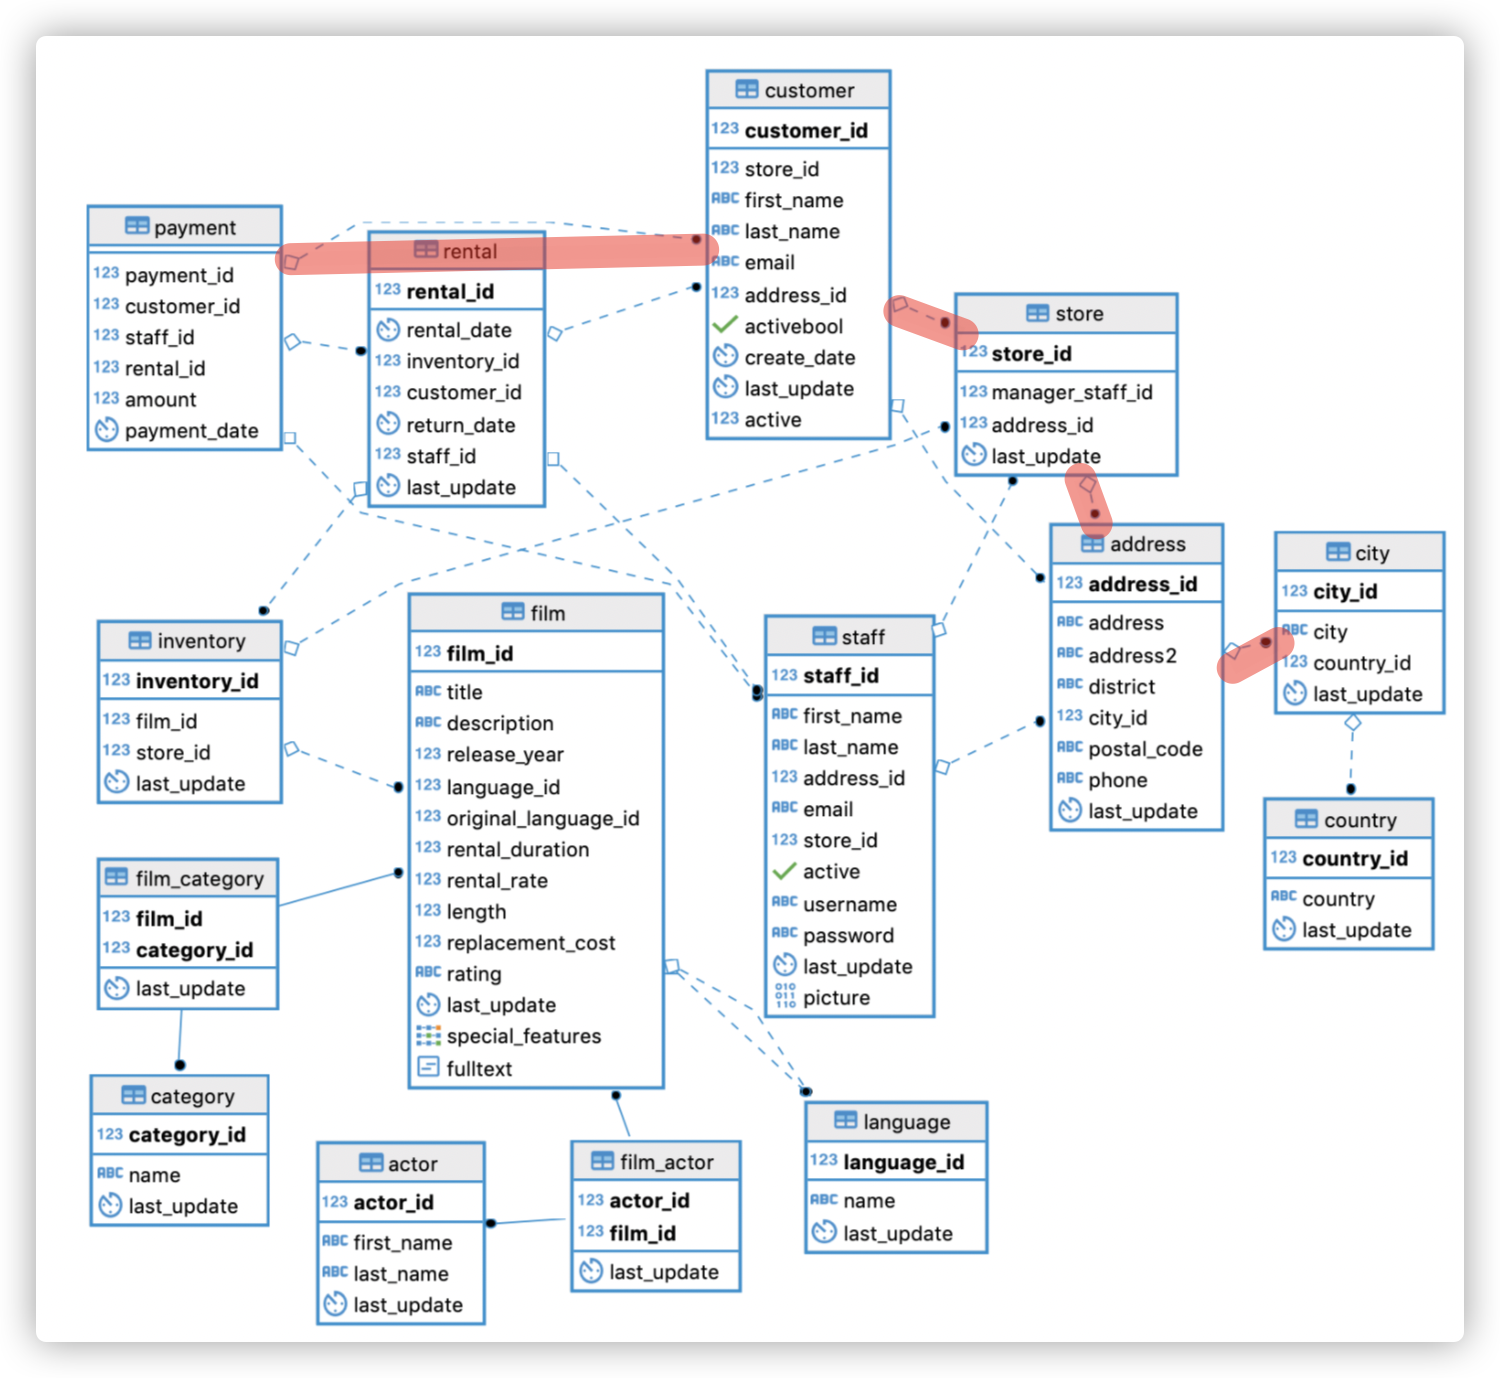 customer
123 customer_id
123 store_id
ABC first_name
ABC last_name
ABC email
123 address_id
activebool
create_date
last_update
123 active
payment
123 payment_id
123 customer_id
123 staff_id
123 rental_id
123 amount
payment_date
rental
123 rental_id
rental_date
123 inventory_id
123 customer_id
return_date
123 staff_id
last_update
store
123 store_id
123 manager_staff_id
123 address_id
last_update
address
123 address_id
ABC address
ABC address2
ABC district
123 city_id
ABC postal_code
ABC phone
last_update
city
123 city_id
ABC city
123 country_id
last_update
inventory
123 inventory_id
123 film_id
123 store_id
last_update
film
123 film_id
ABC title
ABC description
123 release_year
123 language_id
123 original_language_id
123 rental_duration
123 rental_rate
123 length
123 replacement_cost
ABC rating
last_update
special_features
fulltext
staff
123 staff_id
ABC first_name
ABC last_name
123 address_id
ABC email
123 store_id
active
ABC username
ABC password
last_update
010
011
110 picture
country
123 country_id
ABC country
last_update
film_category
123 film_id
123 category_id
last_update
category
123 category_id
ABC name
last_update
actor
123 actor_id
ABC first_name
ABC last_name
last_update
film_actor
123 actor_id
123 film_id
last_update
language
123 language_id
ABC name
last_update